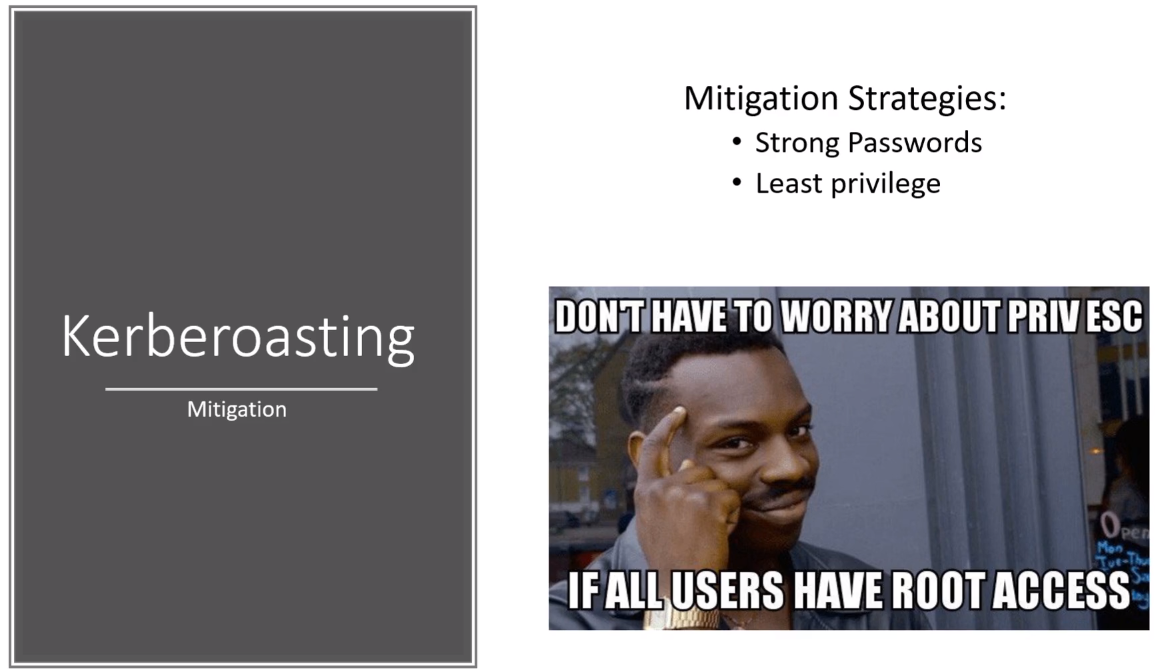 Kerberoasting
Mitigation
Mitigation Strategies:
• Strong Passwords
• Least privilege
DON'T HAVE TO WORRY ABOUT PRIV ESC
IF ALL USERS HAVE ROOT ACCESS
Open
Mon
Tue-Thu